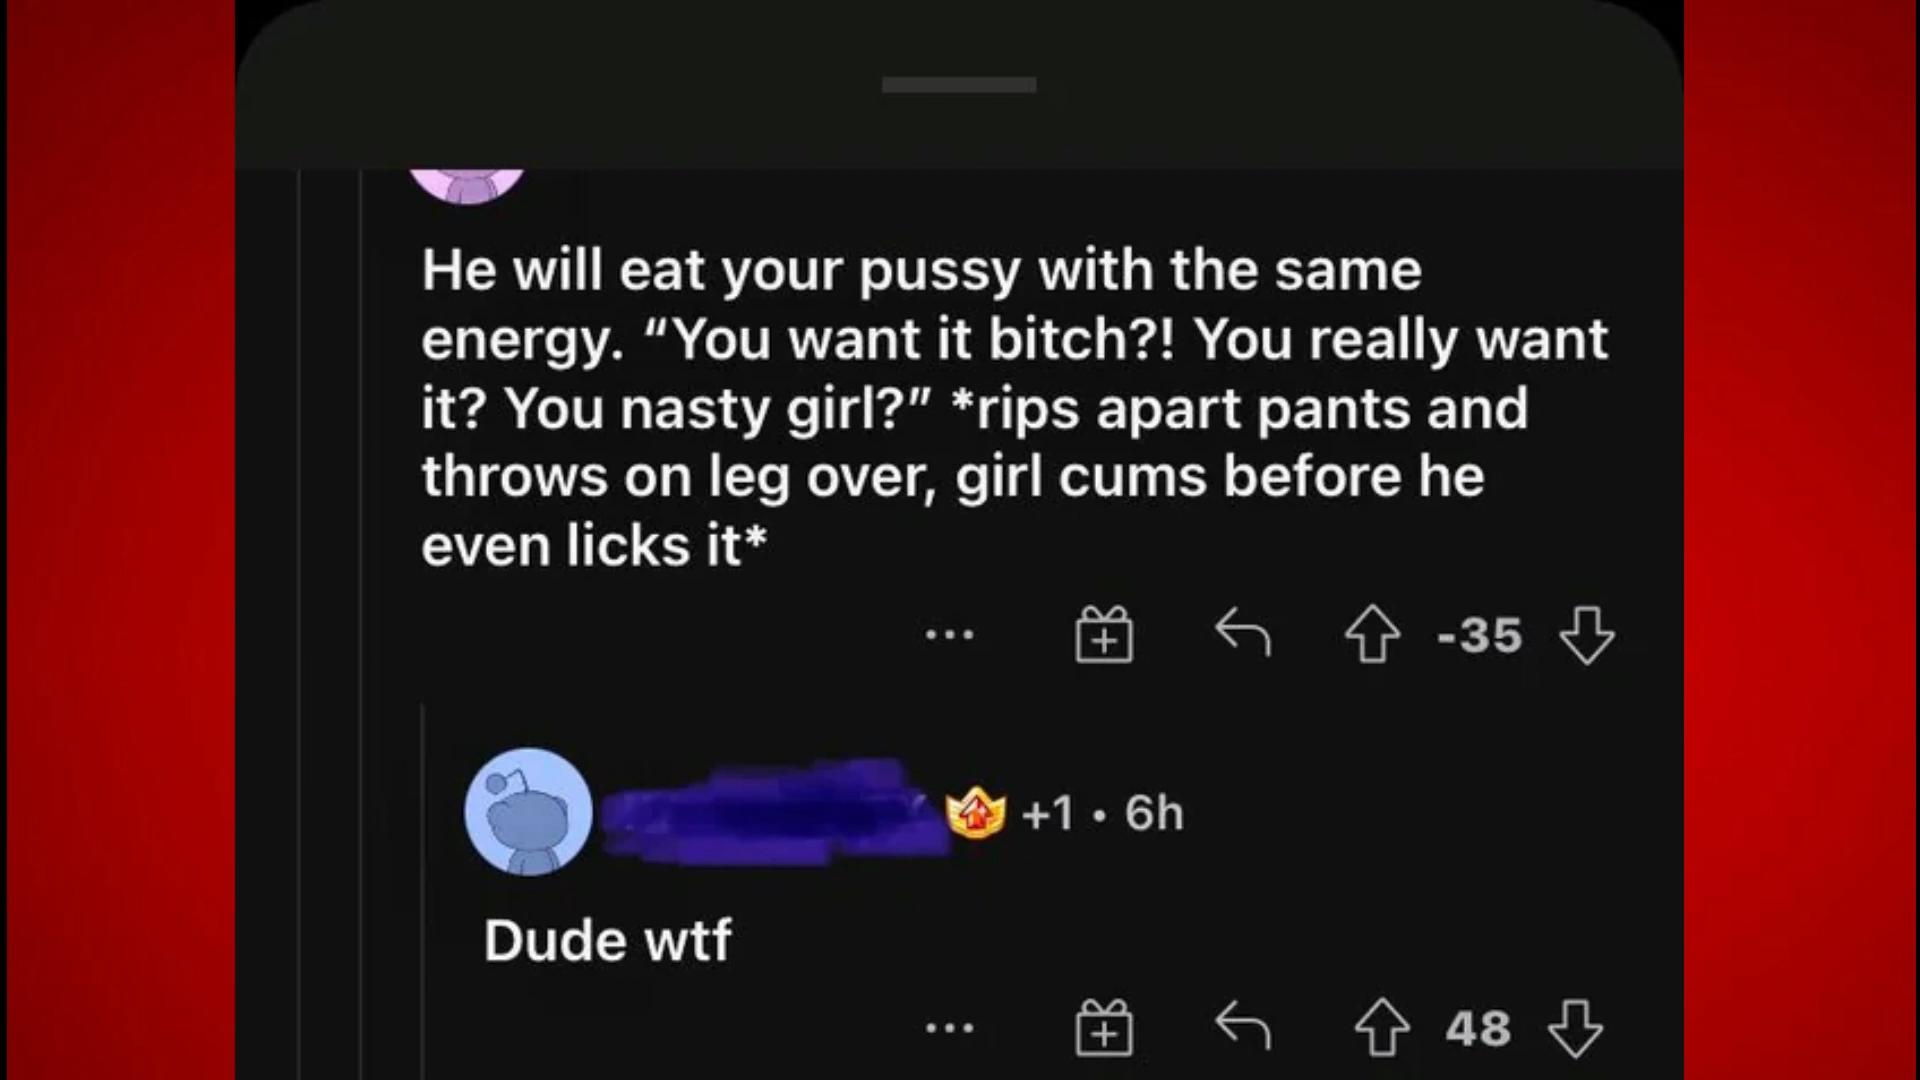 He will eat your pussy with the same
energy. “You want it bitch?! You really want
it? You nasty girl?” *rips apart pants and
throws on leg over, girl cums before he
even licks it*
-35
+1 • 6h
Dude wtf
48